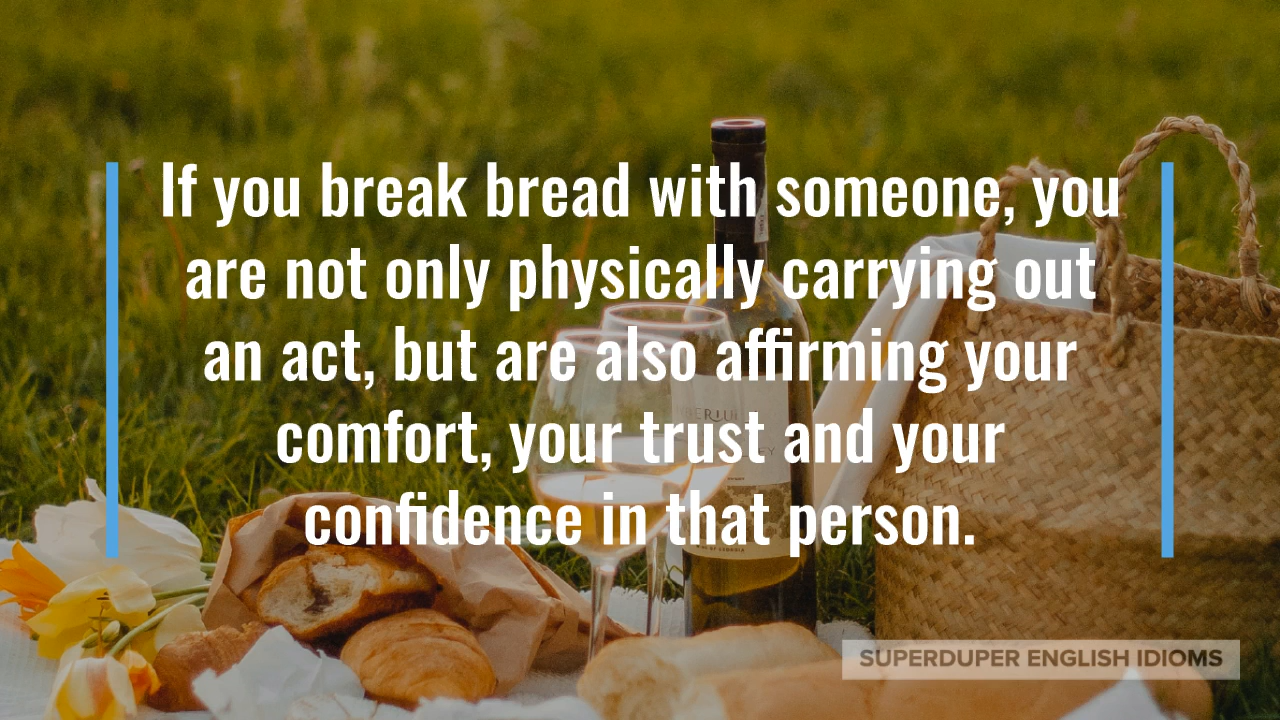 If you break bread with someone, you
are not only physically carrying out
an act, but are also affirming your
comfort, your trust and your
confidence in that person.
SUPERDUPER ENGLISH IDIOMS